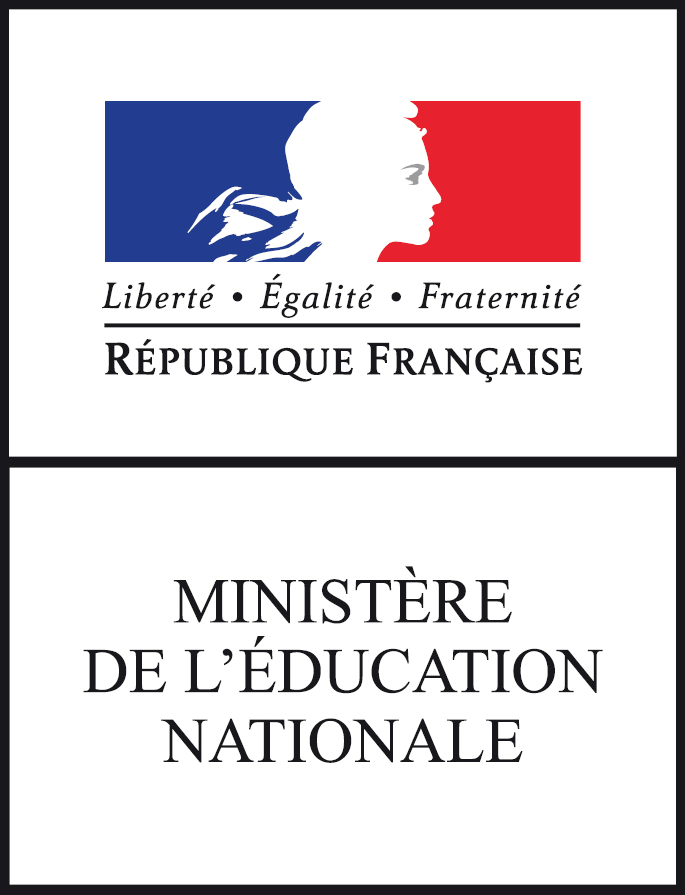 Liberté • Égalité • Fraternité
RÉPUBLIQUE FRANÇAISE
MINISTÈRE
DE L’ÉDUCATION
NATIONALE